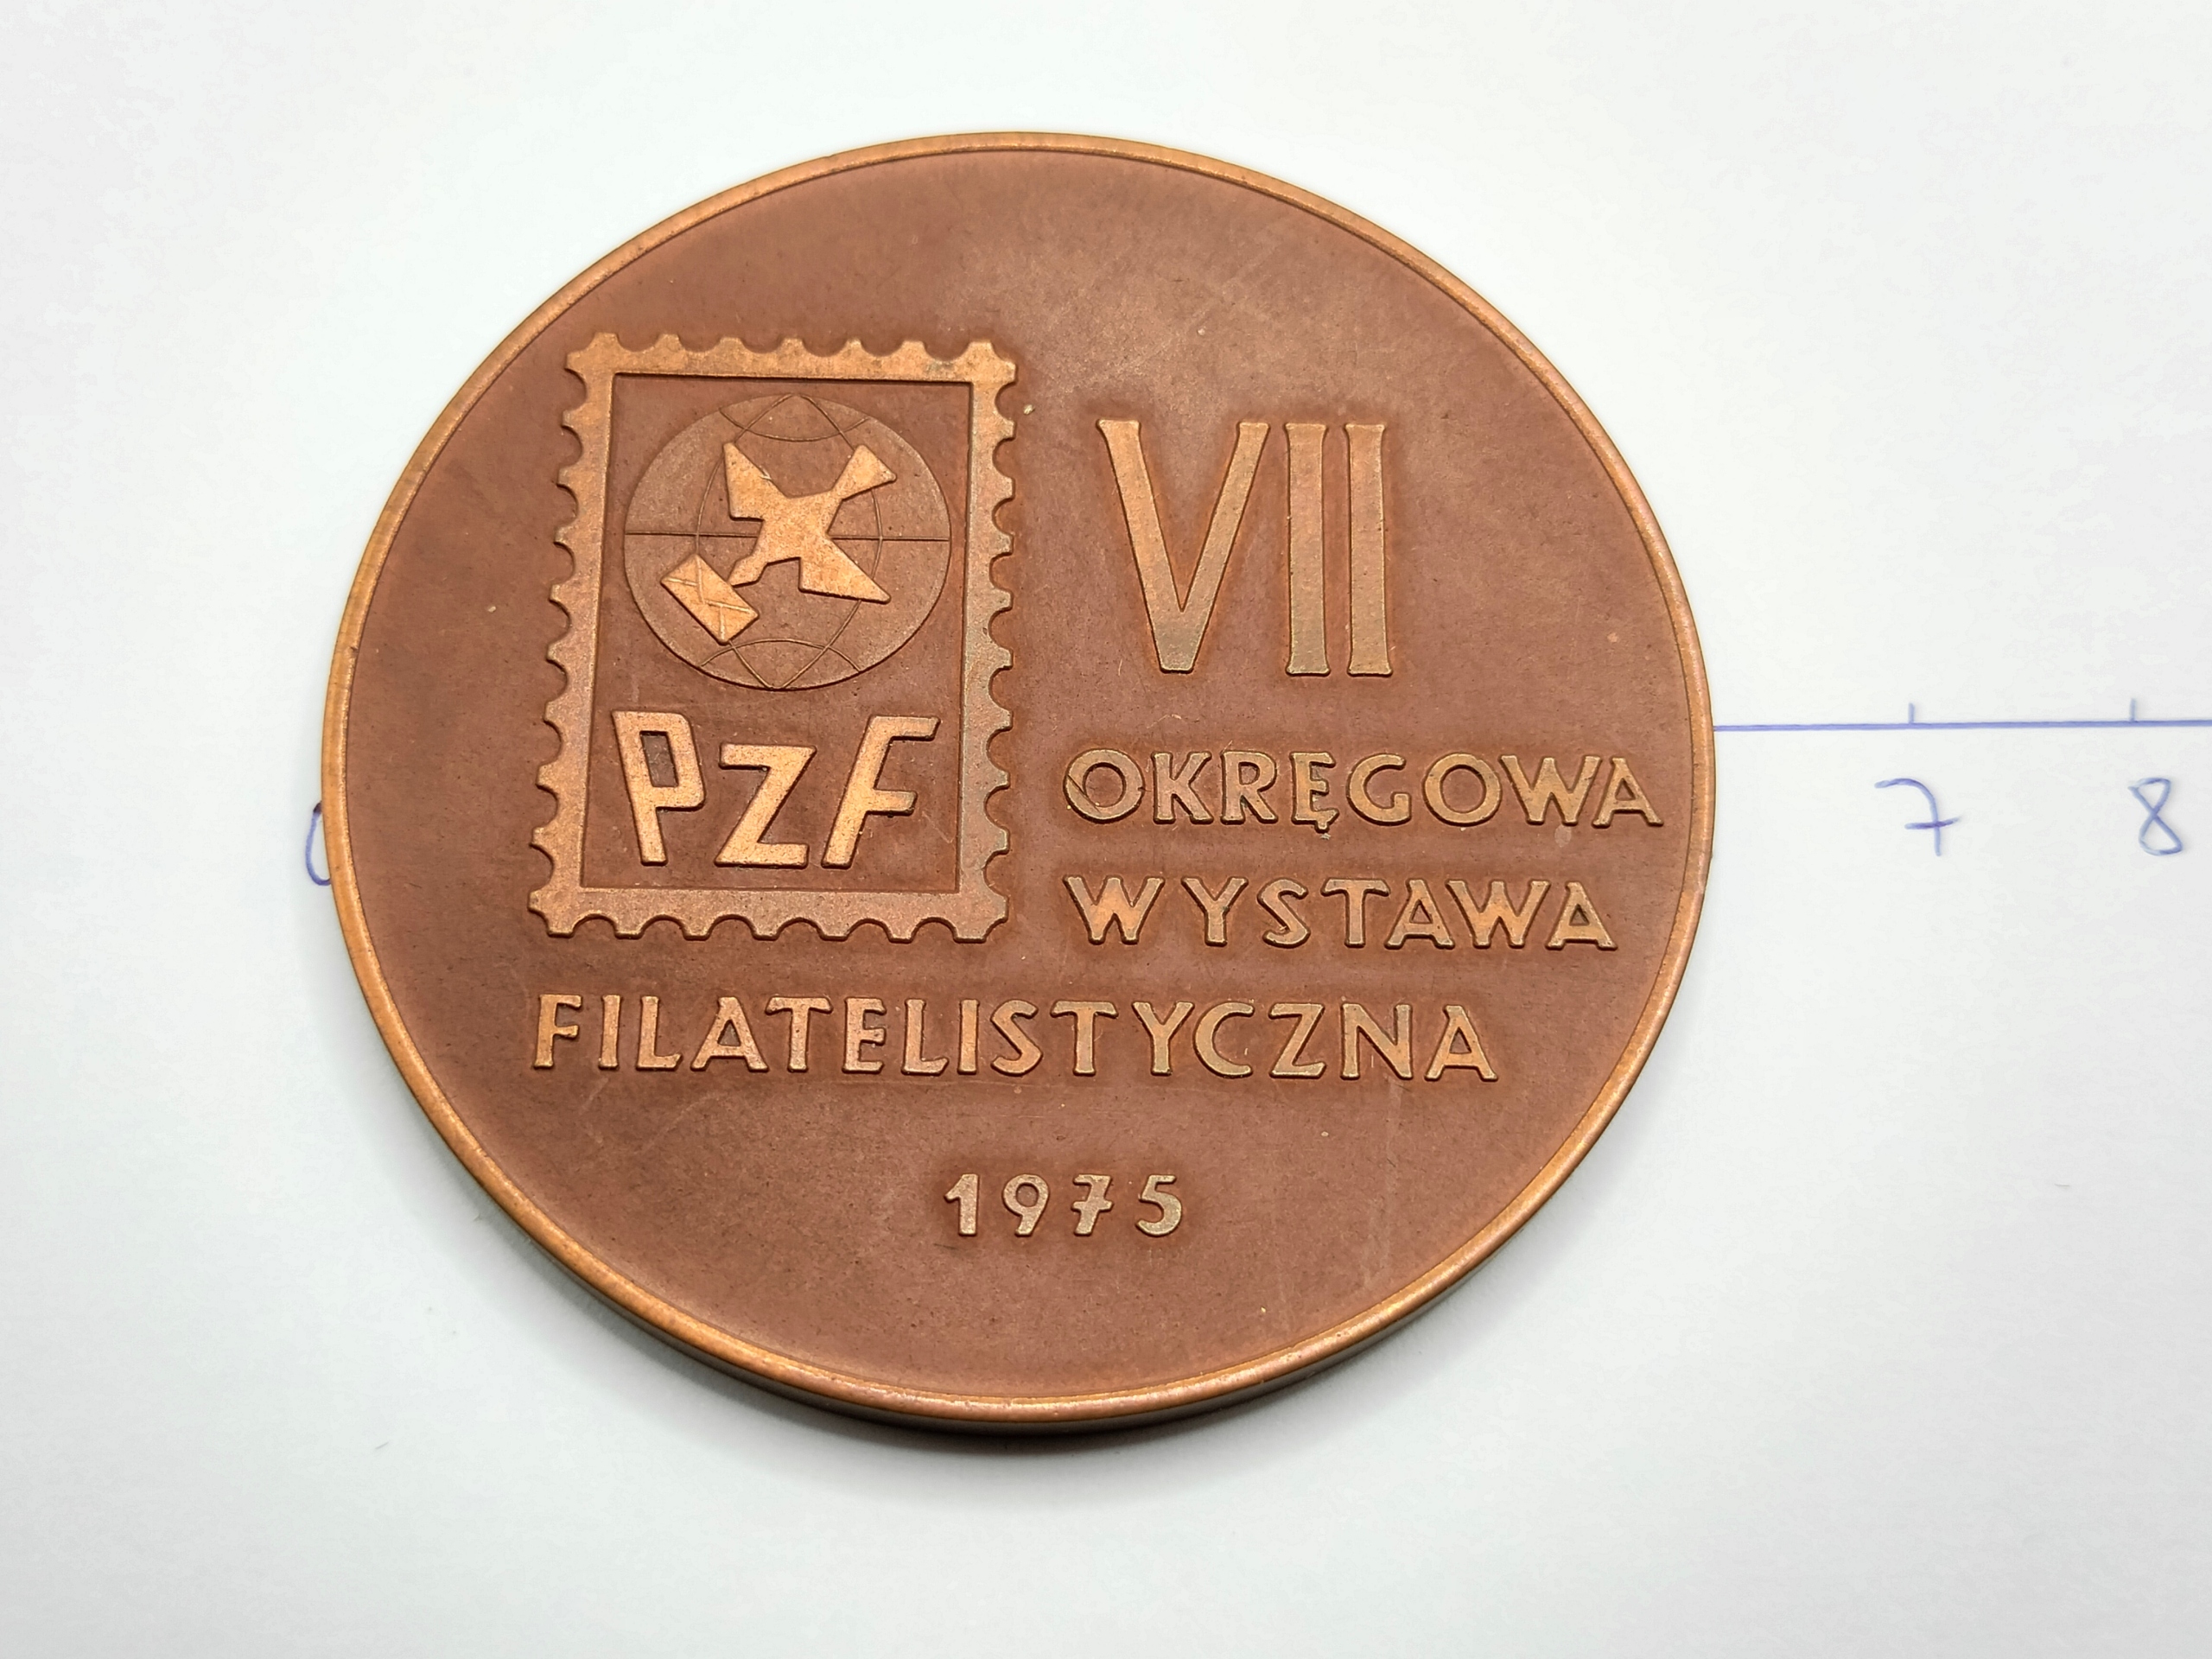 VII
PZF
OKRĘGOWA
WYSTAWA
FILATELISTYCZNA
1975
7 8